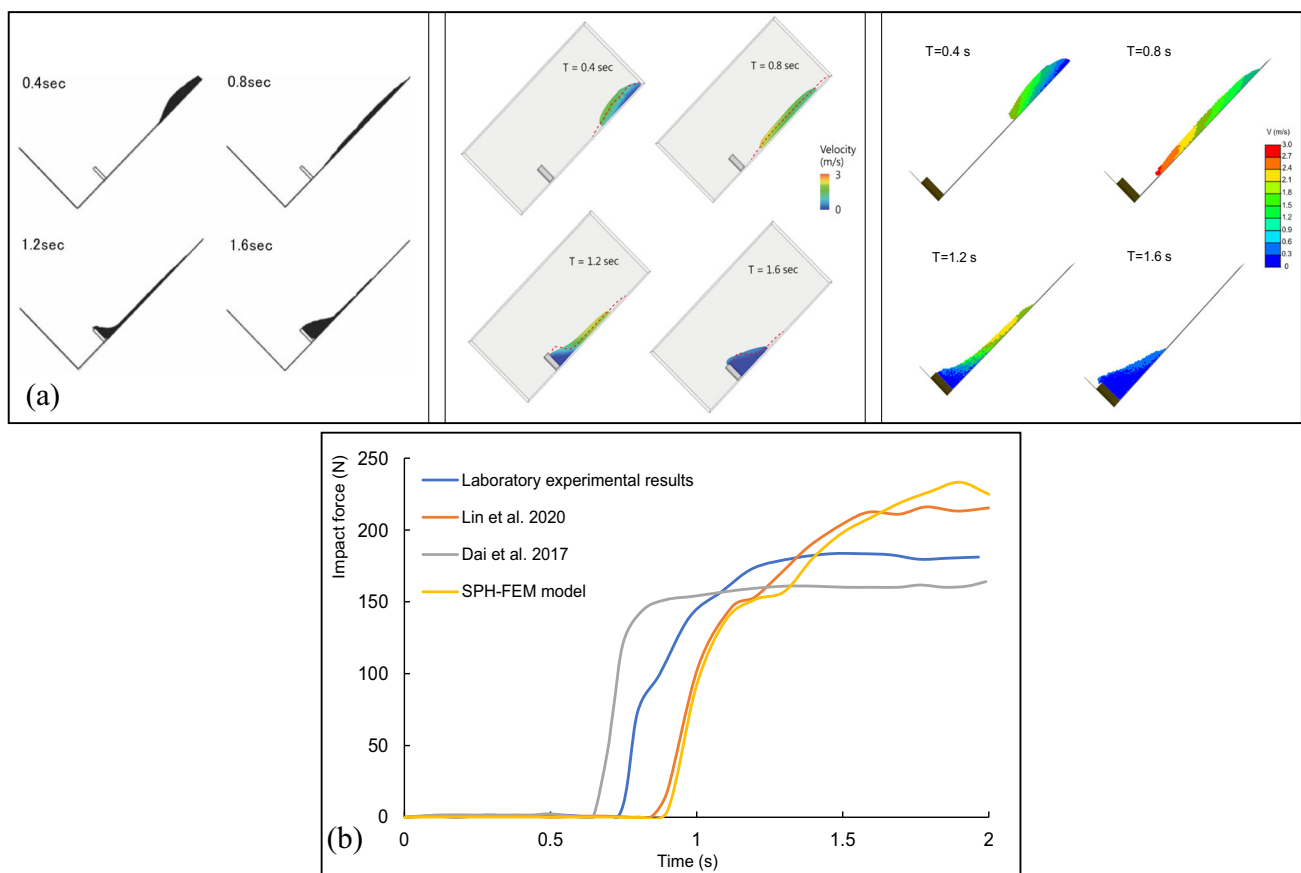 0.4sec
0.8sec
1.2sec
1.6sec
(a)
T = 0.4 sec
T = 0.8 sec
Velocity
(m/s)
3
0
T = 1.2 sec
T = 1.6 sec
T=0.4 s
T=0.8 s
V (m/s)
3.0
2.7
2.4
2.1
1.8
1.5
1.2
0.9
0.6
0.3
0
T=1.2 s
T=1.6 s
250
200
150
100
50
0
Impact force (N)
Laboratory experimental results
Lin et al. 2020
Dai et al. 2017
SPH-FEM model
(b)
0
0.5
1
1.5
2
Time (s)